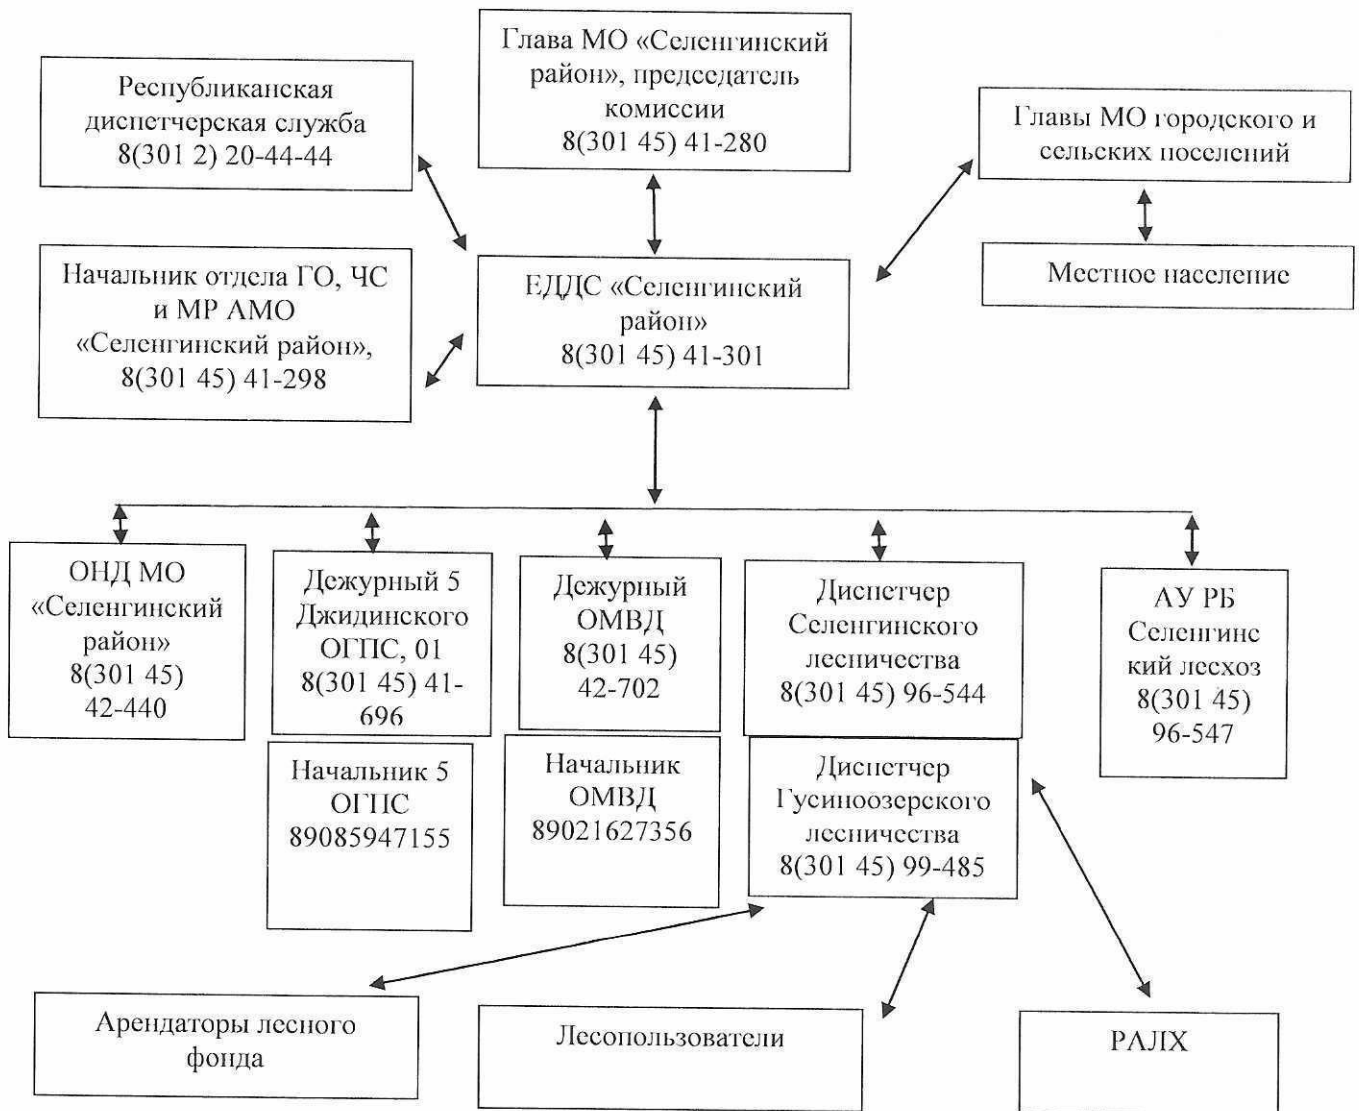 Глава МО «Селенгинский
район», председатель
комиссии
8(301 45) 41-280
Республиканская
диспетчерская служба
8(301 2) 20-44-44
Главы МО городского и
сельских поселений
Местное население
Начальник отдела ГО, ЧС
и МР АМО
«Селенгинский район»,
8(301 45) 41-298
ЕДДС «Селенгинский
район»
8(301 45) 41-301
ОНД МО
«Селенгинский
район»
8(301 45)
42-440
Дежурный 5
Джидинского
ОГПС, 01
8(301 45) 41-
696
Дежурный
ОМВД
8(301 45)
42-702
Диспетчер
Селенгинского
лесничества
8(301 45) 96-544
АУ РБ
Селенгинс
кий лесхоз
8(301 45)
96-547
Начальник 5
ОГПС
89085947155
Начальник
ОМВД
89021627356
Диспетчер
Гусиноозерского
лесничества
8(301 45) 99-485
Арендаторы лесного
фонда
Лесопользователи
РАЛХ